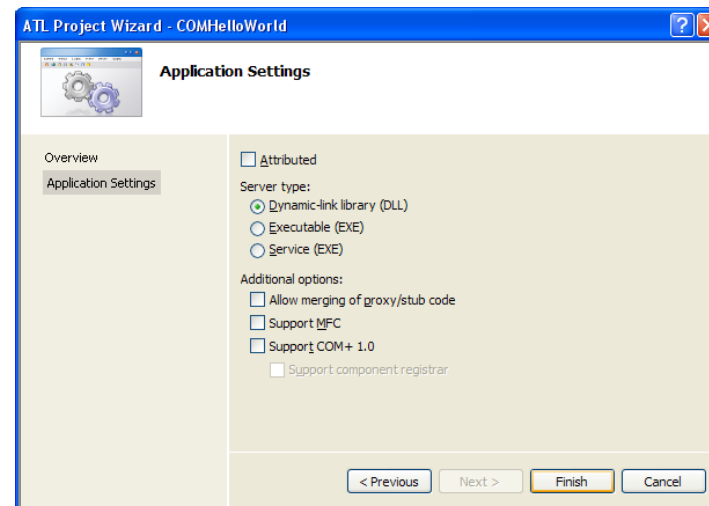 ATL Project Wizard - COMHelloWorld
Application Settings
Overview
Application Settings
Attributed
Server type:
Dynamic-link library (DLL)
Executable (EXE)
Service (EXE)
Additional options:
Allow merging of proxy/stub code
Support MFC
Support COM+ 1.0
Support component registrar
< Previous Next > Finish Cancel